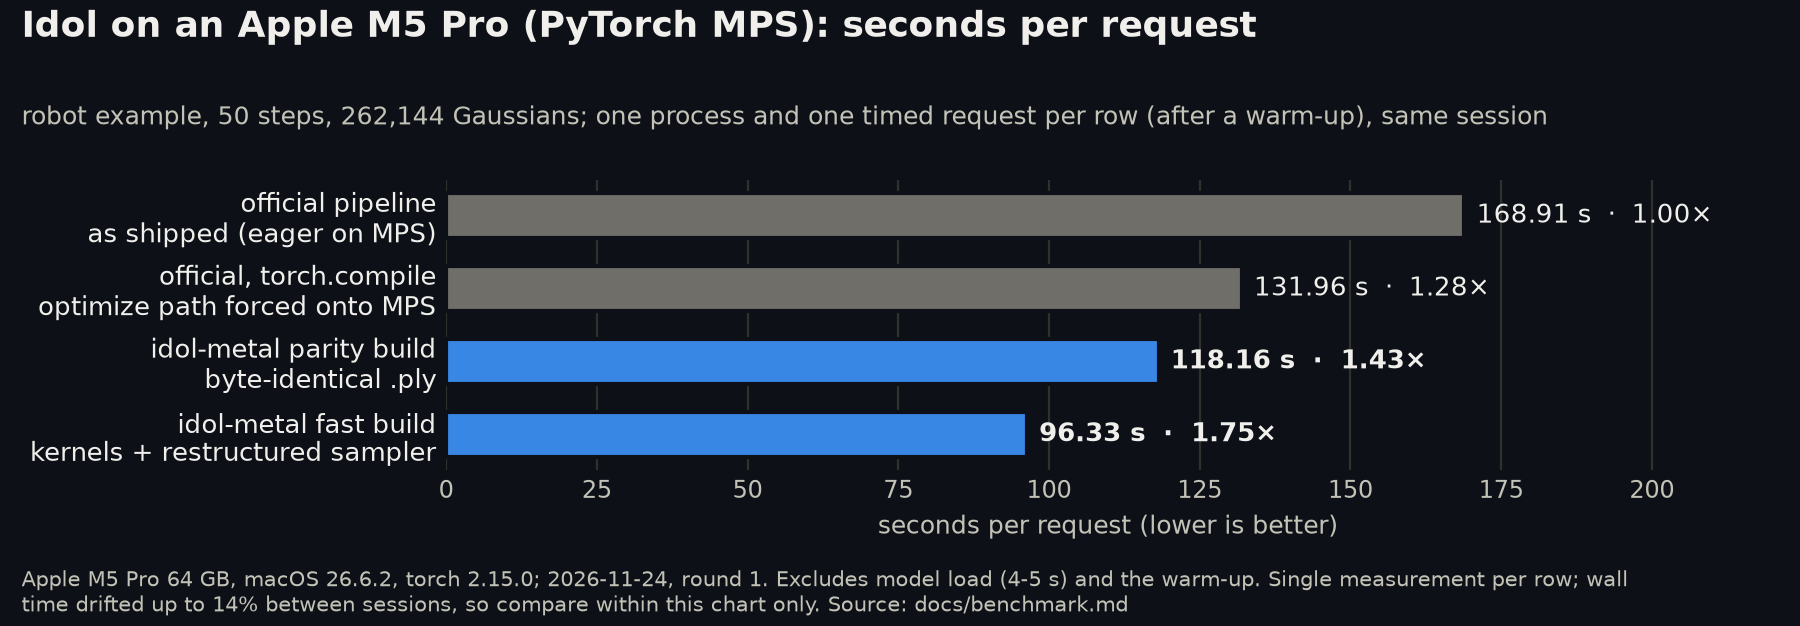 Idol on an Apple M5 Pro (PyTorch MPS): seconds per request
robot example, 50 steps, 262,144 Gaussians; one process and one timed request per row (after a warm-up), same session
official pipeline
as shipped (eager on MPS)
168.91 s · 1.00×
official, torch.compile
optimize path forced onto MPS
131.96 s · 1.28×
idol-metal parity build
byte-identical .ply
118.16 s · 1.43×
idol-metal fast build
kernels + restructured sampler
96.33 s · 1.75×
0 25 50 75 100 125 150 175 200
seconds per request (lower is better)
Apple M5 Pro 64 GB, macOS 26.6.2, torch 2.15.0; 2026-11-24, round 1. Excludes model load (4-5 s) and the warm-up. Single measurement per row; wall
time drifted up to 14% between sessions, so compare within this chart only. Source: docs/benchmark.md